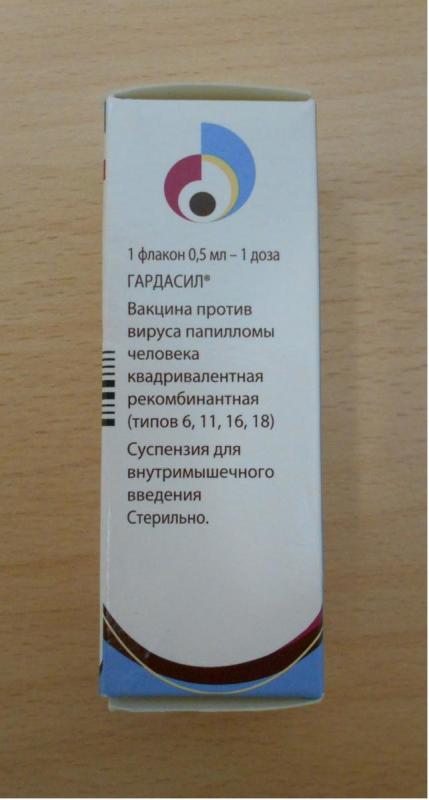 1 флакон 0,5 мл – 1 доза
ГАРДАСИЛ®
Вакцина против
вируса папилломы
человека
квадривалентная
рекомбинантная
(типов 6, 11, 16, 18)
Суспензия для
внутримышечного
введения
Стерильно.